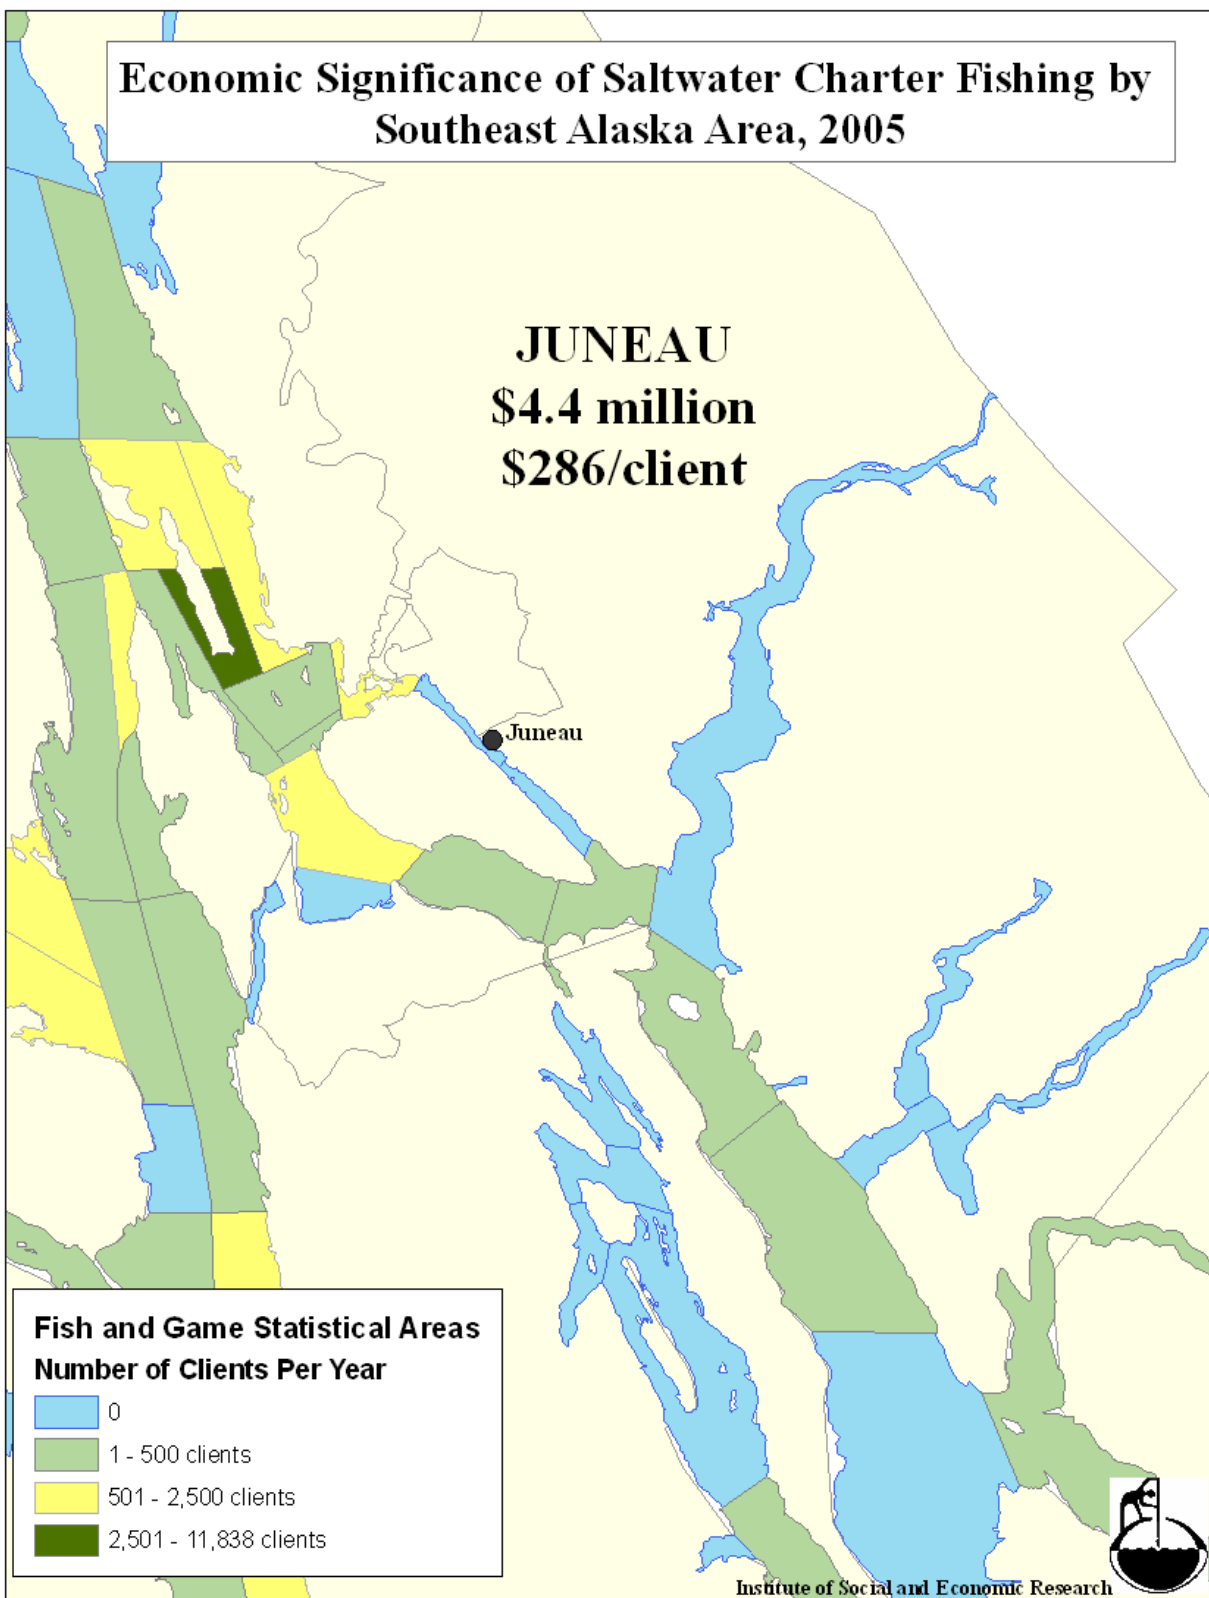 Economic Significance of Saltwater Charter Fishing by
Southeast Alaska Area, 2005
JUNEAU
$4.4 million
$286/client
Juneau
Fish and Game Statistical Areas
Number of Clients Per Year
0
1 - 500 clients
501 - 2,500 clients
2,501 - 11,838 clients
Institute of Social and Economic Research